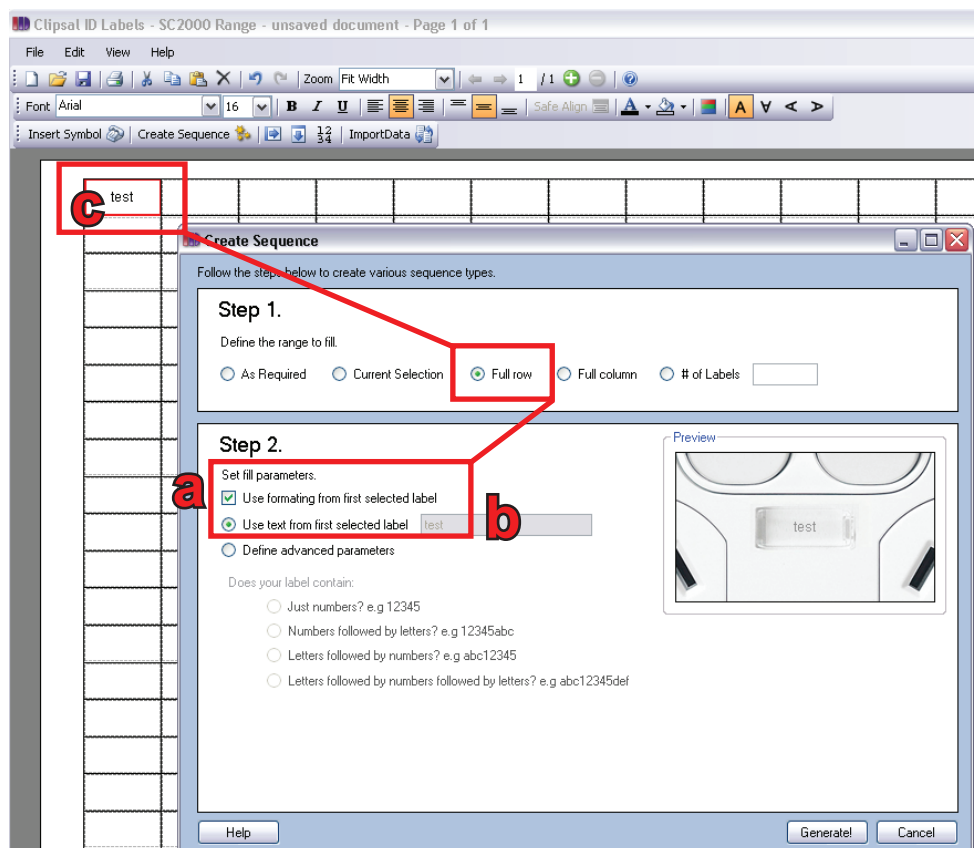 Clipsal ID Labels - SC2000 Range - unsaved document - Page 1 of 1
File Edit View Help
Zoom Fit Width 1 /1
Font Arial 16 B I U Safe Align A A A A A
Insert Symbol Create Sequence 12 34 ImportData
test
c
Create Sequence
Follow the steps below to create various sequence types.
Step 1.
Define the range to fill.
As Required Current Selection Full row Full column # of Labels
Step 2.
Preview
Set fill parameters.
a
Use formating from first selected label
Use text from first selected label test
b
test
Define advanced parameters
Does your label contain:
Just numbers? e.g 12345
Numbers followed by letters? e.g 12345abc
Letters followed by numbers? e.g abc12345
Letters followed by numbers followed by letters? e.g abc12345def
Help Generate! Cancel